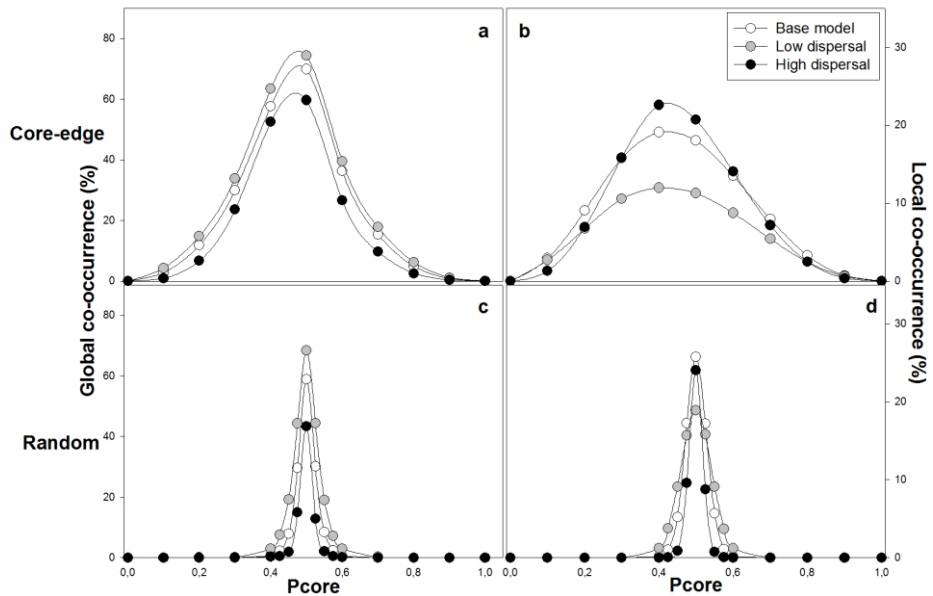 a
b
Base model
Low dispersal
High dispersal
Core-edge
Global co-occurrence (%)
80
60
40
20
0
Local co-occurrence (%)
30
20
10
0
c
d
Random
80
60
40
20
0
30
20
10
0
0,0 0,2 0,4 0,6 0,8 1,0
0,0 0,2 0,4 0,6 0,8 1,0
Pcore
Pcore